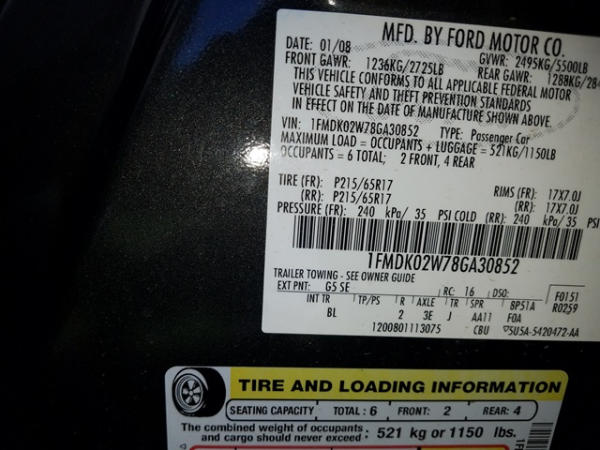 MFD. BY FORD MOTOR CO.
DATE: 01/08 GVWR: 2495KG/5500LB
FRONT GAWR: 1236KG/2725LB REAR GAWR: 1288KG/284
THIS VEHICLE CONFORMS TO ALL APPLICABLE FEDERAL MOTOR
VEHICLE SAFETY AND THEFT PREVENTION STANDARDS
IN EFFECT ON THE DATE OF MANUFACTURE SHOWN ABOVE.
VIN: 1FMDK02W78GA30852 TYPE: Passenger Car
MAXIMUM LOAD = OCCUPANTS + LUGGAGE = 521KG/1150LB
OCCUPANTS = 6 TOTAL; 2 FRONT, 4 REAR
TIRE (FR): P215/65R17 RIMS (FR): 17X7.0J
(RR): P215/65R17 (RR): 17X7.0J
PRESSURE (FR): 240 kPa/ 35 PSI COLD (RR): 240 kPa/ 35 PSI
1FMDK02W78GA30852
TRAILER TOWING - SEE OWNER GUIDE
EXT PNT: G5 SE RC: 16 DSO: F0151
INT TR TP/PS R AXLE TR SPR BP51A R0259
BL 2 3E J AA11 F0A
1200801113075 CBU 5U5A-5420472-AA
TIRE AND LOADING INFORMATION
SEATING CAPACITY TOTAL : 6 FRONT: 2 REAR: 4
The combined weight of occupants
and cargo should never exceed : 521 kg or 1150 lbs.